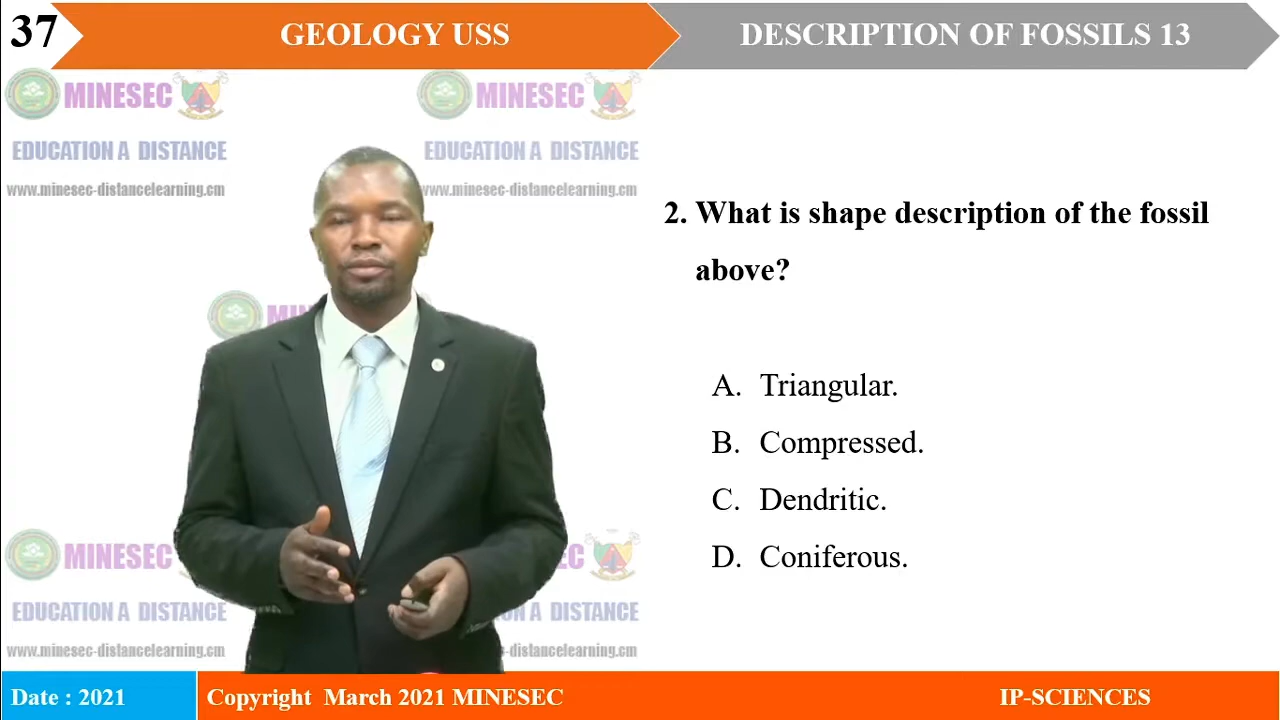 37
GEOLOGY USS
DESCRIPTION OF FOSSILS 13
MINESEC
MINESEC
EDUCATION A DISTANCE
EDUCATION A DISTANCE
www.minesec-distancelearning.cm
www.minesec-distancelearning.cm
2. What is shape description of the fossil
above?
A. Triangular.
B. Compressed.
C. Dendritic.
D. Coniferous.
MINESEC
EDUCATION A DISTANCE
www.minesec-distancelearning.cm
-distancelearning.cm
Date : 2021
Copyright March 2021 MINESEC
IP-SCIENCES